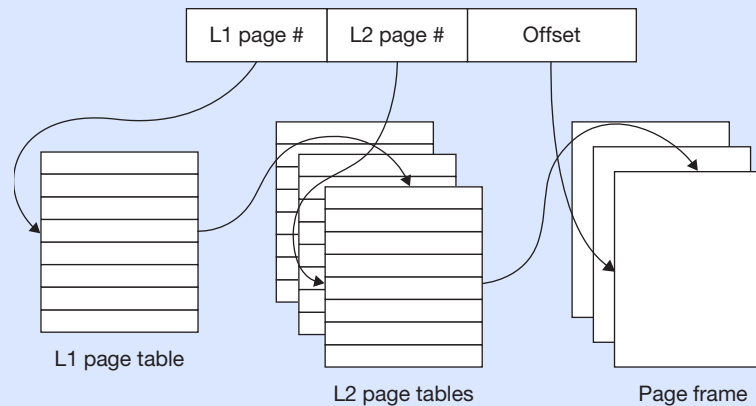 L1 page # L2 page # Offset
L1 page table
L2 page tables Page frame